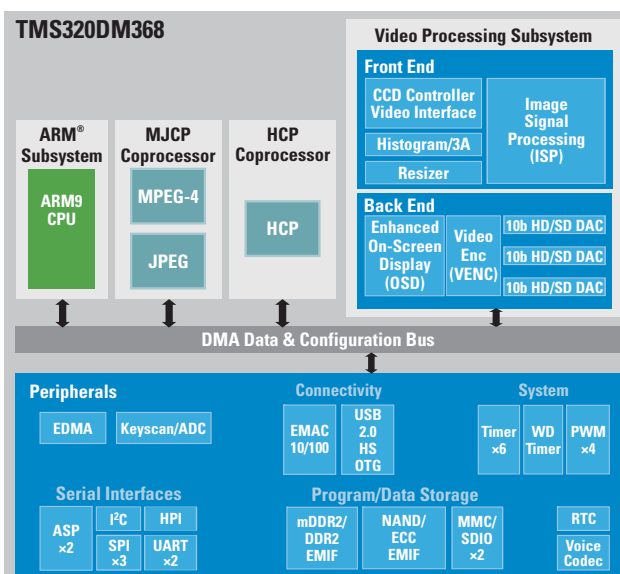 TMS320DM368
Video Processing Subsystem
Front End
CCD Controller
Video Interface
Histogram/3A
Resizer
Image
Signal
Processing
(ISP)
Back End
Enhanced
On-Screen
Display
(OSD)
Video
Enc
(VENC)
10b HD/SD DAC
10b HD/SD DAC
10b HD/SD DAC
ARM®
Subsystem
ARM9
CPU
MJCP
Coprocessor
MPEG-4
JPEG
HCP
Coprocessor
HCP
DMA Data & Configuration Bus
Peripherals
EDMA
Keyscan/ADC
Connectivity
EMAC
10/100
USB
2.0
HS
OTG
System
Timer
×6
WD
Timer
PWM
×4
Serial Interfaces
ASP
×2
I²C
HPI
SPI
×3
UART
×2
Program/Data Storage
mDDR2/
DDR2
EMIF
NAND/
ECC
EMIF
MMC/
SDIO
×2
RTC
Voice
Codec